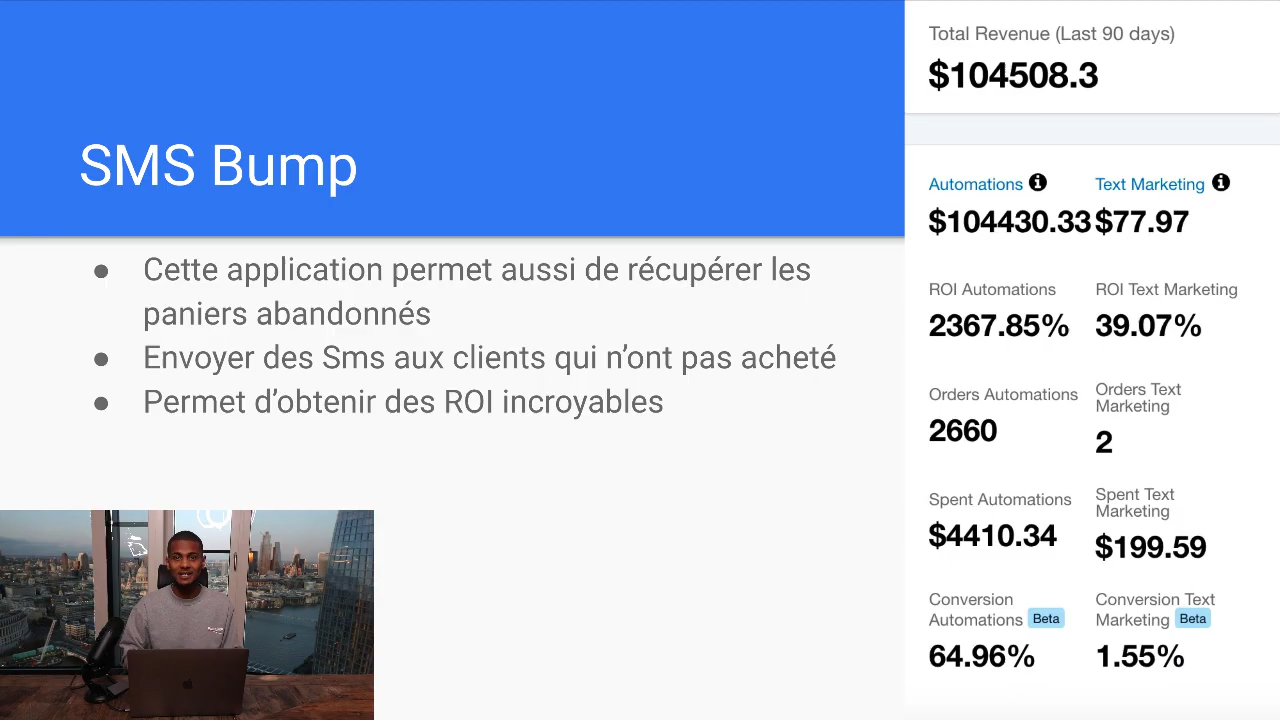 SMS Bump
Cette application permet aussi de récupérer les
paniers abandonnés
Envoyer des Sms aux clients qui n’ont pas acheté
Permet d’obtenir des ROI incroyables
Total Revenue (Last 90 days)
$104508.3
Automations
Text Marketing
$104430.33
$77.97
ROI Automations
ROI Text Marketing
2367.85%
39.07%
Orders Automations
Orders Text
Marketing
2660
2
Spent Automations
Spent Text
Marketing
$4410.34
$199.59
Conversion
Automations Beta
Conversion Text
Marketing Beta
64.96%
1.55%